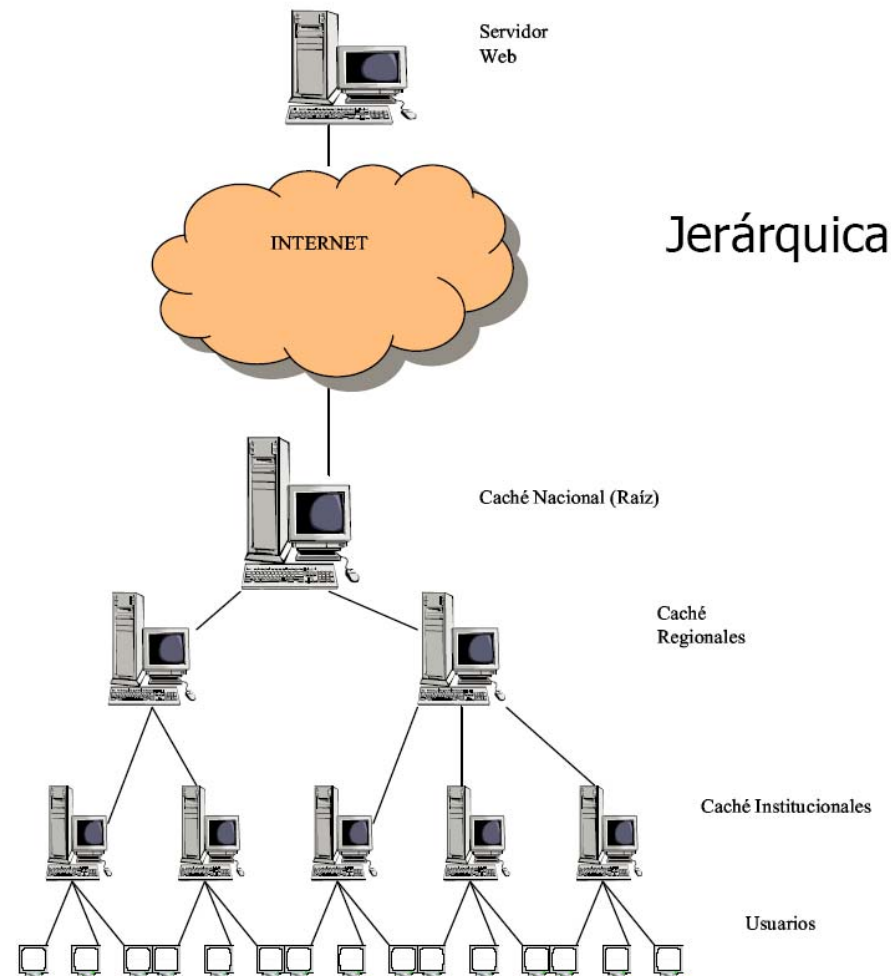 Servidor
Web
INTERNET
Jerárquica
Caché Nacional (Raíz)
Caché
Regionales
Caché Institucionales
Usuarios